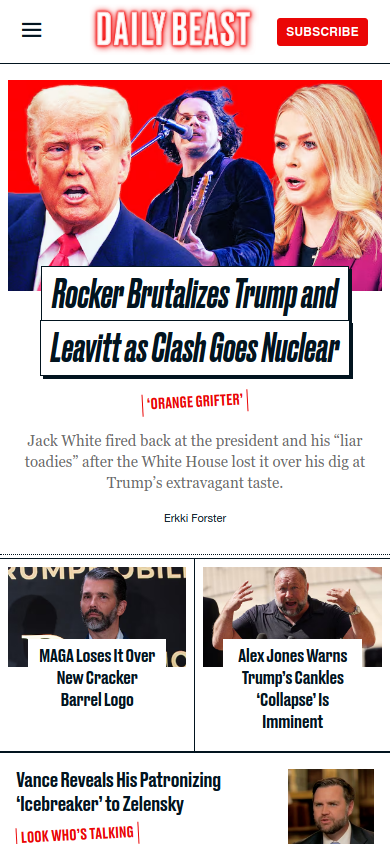 DAILY BEAST
SUBSCRIBE
Rocker Brutalizes Trump and
Leavitt as Clash Goes Nuclear
‘ORANGE GRIFTER’
Jack White fired back at the president and his “liar
toadies” after the White House lost it over his dig at
Trump’s extravagant taste.
Erkki Forster
MAGA Loses It Over
New Cracker
Barrel Logo
Alex Jones Warns
Trump’s Cankles
‘Collapse’ Is
Imminent
Vance Reveals His Patronizing
‘Icebreaker’ to Zelensky
LOOK WHO’S TALKING